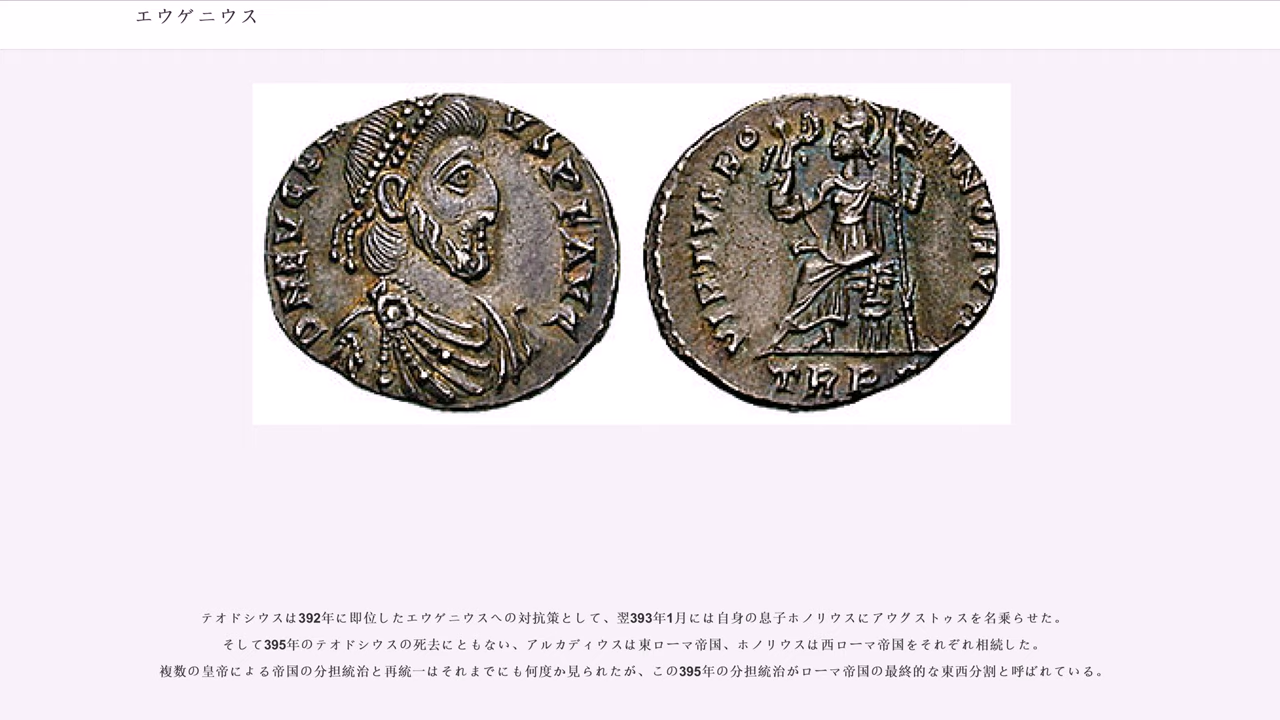 エウゲニウス
D N EV
VS P F AVG
VIRTVS RO
TRP
テオドシウスは392年に即位したエウゲニウスへの対抗策として、翌393年1月には自身の息子ホノリウスにアウグストゥスを名乗らせた。
そして395年のテオドシウスの死去にともない、アルカディウスは東ローマ帝国、ホノリウスは西ローマ帝国をそれぞれ相続した。
複数の皇帝による帝国の分担統治と再統一はそれまでにも何度か見られたが、この395年の分担統治がローマ帝国の最終的な東西分割と呼ばれている。